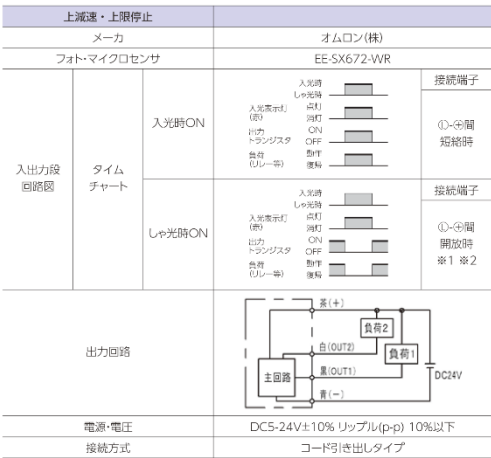 上減速・上限停止
メーカ
オムロン(株)
フォト・マイクロセンサ
EE-SX672-WR
入出力段
回路図
タイム
チャート
入光時ON
入光時
しゃ光時
入光表示灯
(赤)
点灯
消灯
出力
トランジスタ
ON
OFF
負荷
(リレー等)
動作
復帰
接続端子
Ⓛ-⊕間
短絡時
しゃ光時ON
入光時
しゃ光時
入光表示灯
(赤)
点灯
消灯
出力
トランジスタ
ON
OFF
負荷
(リレー等)
動作
復帰
接続端子
Ⓛ-⊕間
開放時
※1 ※2
出力回路
茶(+)
負荷2
白(OUT2)
負荷1
主回路
黒(OUT1)
DC24V
青(−)
電源・電圧
DC5-24V±10% リップル(p-p) 10%以下
接続方式
コード引き出しタイプ